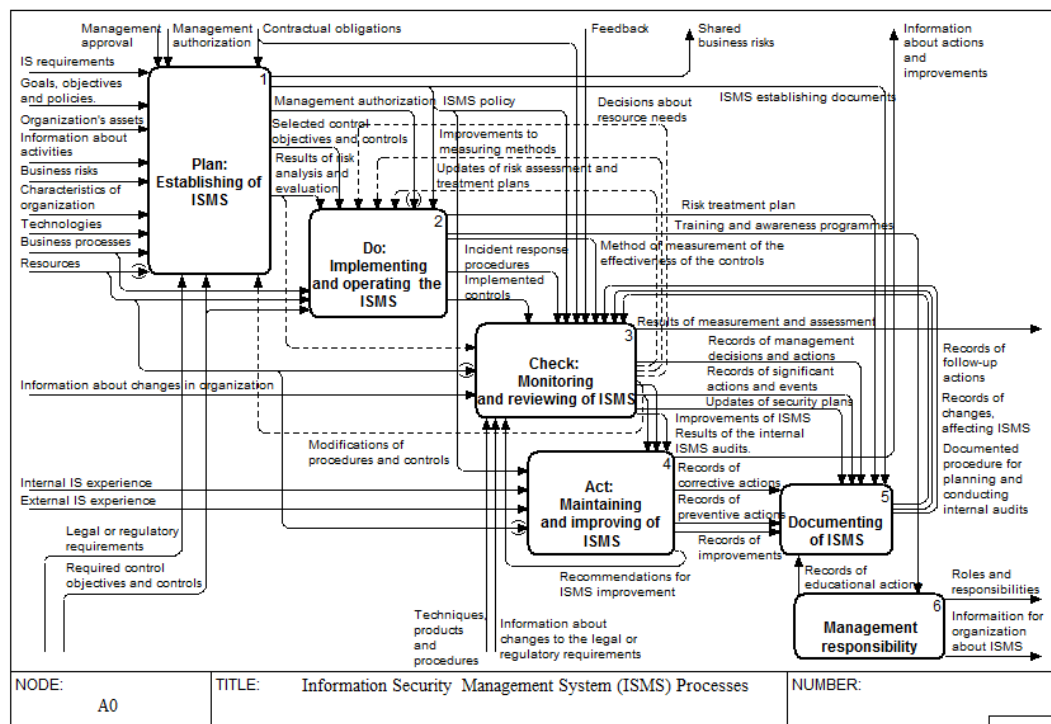 Management
approval
Management
authorization
Contractual obligations
Feedback
Shared
business risks
Information
about actions
and
improvements
IS requirements
Goals, objectives
and policies.
Organization's assets
Information about
activities
Business risks
Characteristics of
organization
Technologies
Business processes
Resources
1
Plan:
Establishing of
ISMS
Management authorization
ISMS policy
Decisions about
resource needs
ISMS establishing documents
Selected control
objectives and controls
Improvements to
measuring methods
Results of risk
analysis and
evaluation
Updates of risk assessment and
treatment plans
2
Do:
Implementing
and operating the
ISMS
Risk treatment plan
Training and awareness programmes
Incident response
procedures
Implemented
controls
Method of measurement of the
effectiveness of the controls
3
Check:
Monitoring
and reviewing of ISMS
Results of measurement and assessment
Records of management
decisions and actions
Records of significant
actions and events
Updates of security plans
Improvements of ISMS
Results of the internal
ISMS audits.
Records of
follow-up
actions
Records of
changes,
affecting ISMS
Documented
procedure for
planning and
conducting
internal audits
Information about changes in organization
Modifications of
procedures and controls
Internal IS experience
External IS experience
4
Act:
Maintaining
and improving of
ISMS
Records of
corrective actions
Records of
preventive actions
Records of
improvements
5
Documenting
of ISMS
Legal or regulatory
requirements
Required control
objectives and controls
Recommendations for
ISMS improvement
Records of
educational action
6
Management
responsibility
Roles and
responsibilities
Informaition for
organization
about ISMS
Techniques,
products
and
procedures
Information about
changes to the legal or
regulatory requirements
NODE:
A0
TITLE:
Information Security Management System (ISMS) Processes
NUMBER: